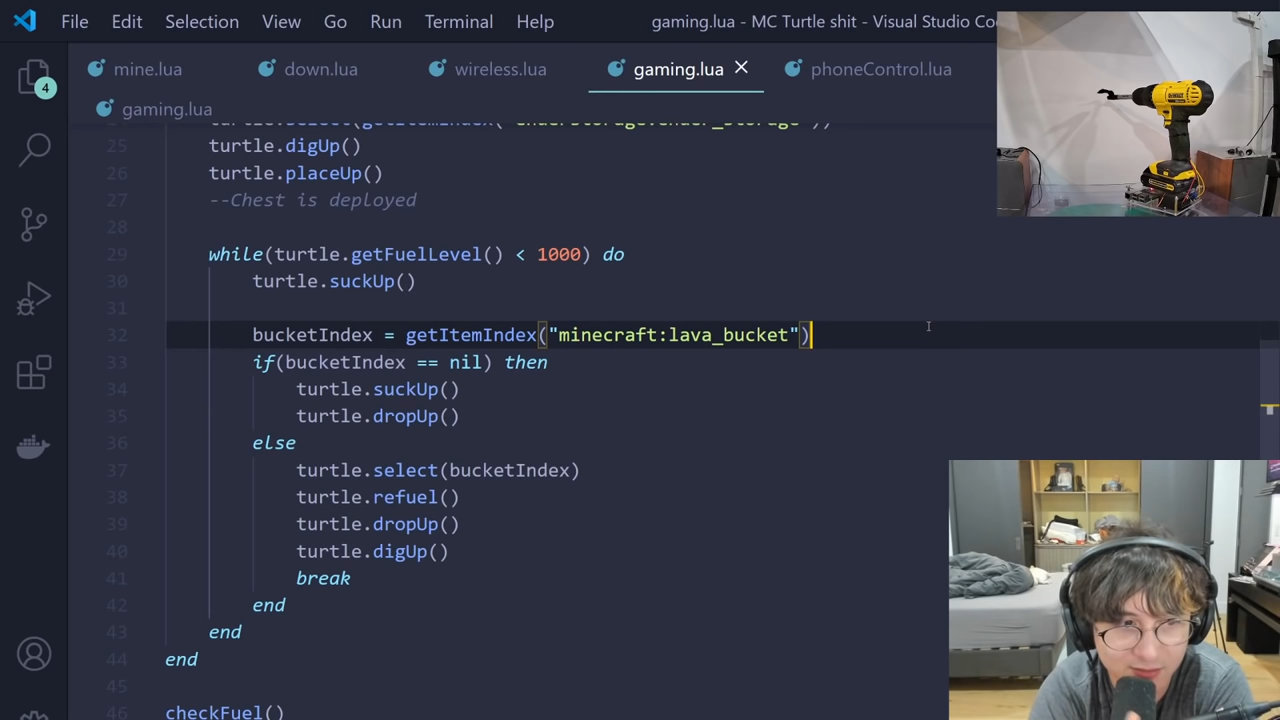 File Edit Selection View Go Run Terminal Help gaming.lua - MC Turtle shit - Visual Studio Co
mine.lua down.lua wireless.lua gaming.lua phoneControl.lua
4
gaming.lua
25 turtle.digUp()
26 turtle.placeUp()
27 --Chest is deployed
28
29 while(turtle.getFuelLevel() < 1000) do
30 turtle.suckUp()
31
32 bucketIndex = getItemIndex("minecraft:lava_bucket")
33 if(bucketIndex == nil) then
34 turtle.suckUp()
35 turtle.dropUp()
36 else
37 turtle.select(bucketIndex)
38 turtle.refuel()
39 turtle.dropUp()
40 turtle.digUp()
41 break
42 end
43 end
44 end
45
46 checkFuel()
DEWALT